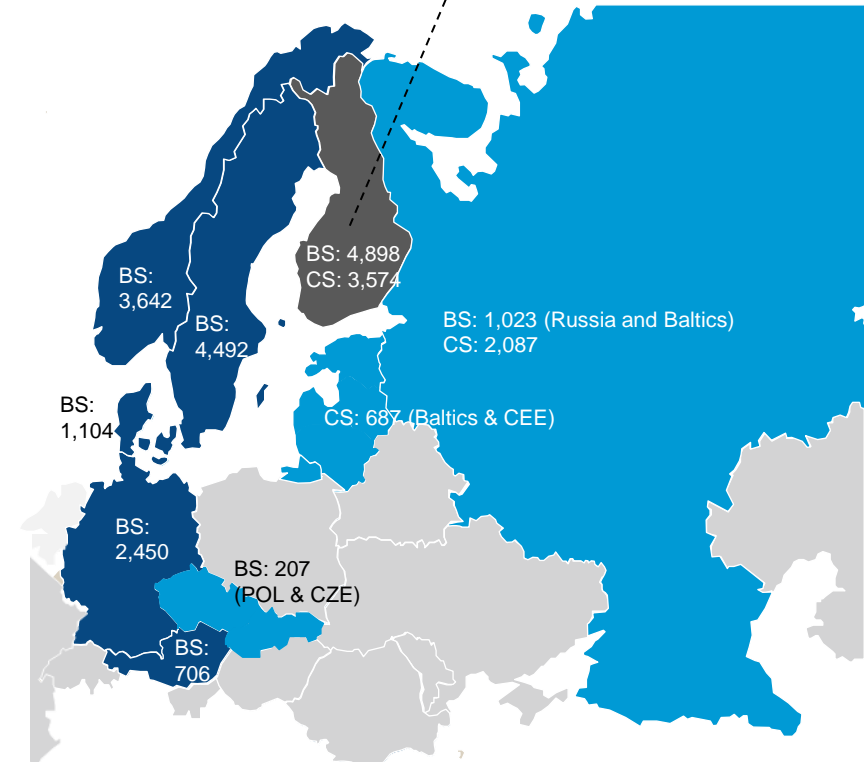 BS: 4,898
CS: 3,574
BS:
3,642
BS:
4,492
BS: 1,023 (Russia and Baltics)
CS: 2,087
BS:
1,104
CS: 687 (Baltics & CEE)
BS:
2,450
BS: 207
(POL & CZE)
BS:
706